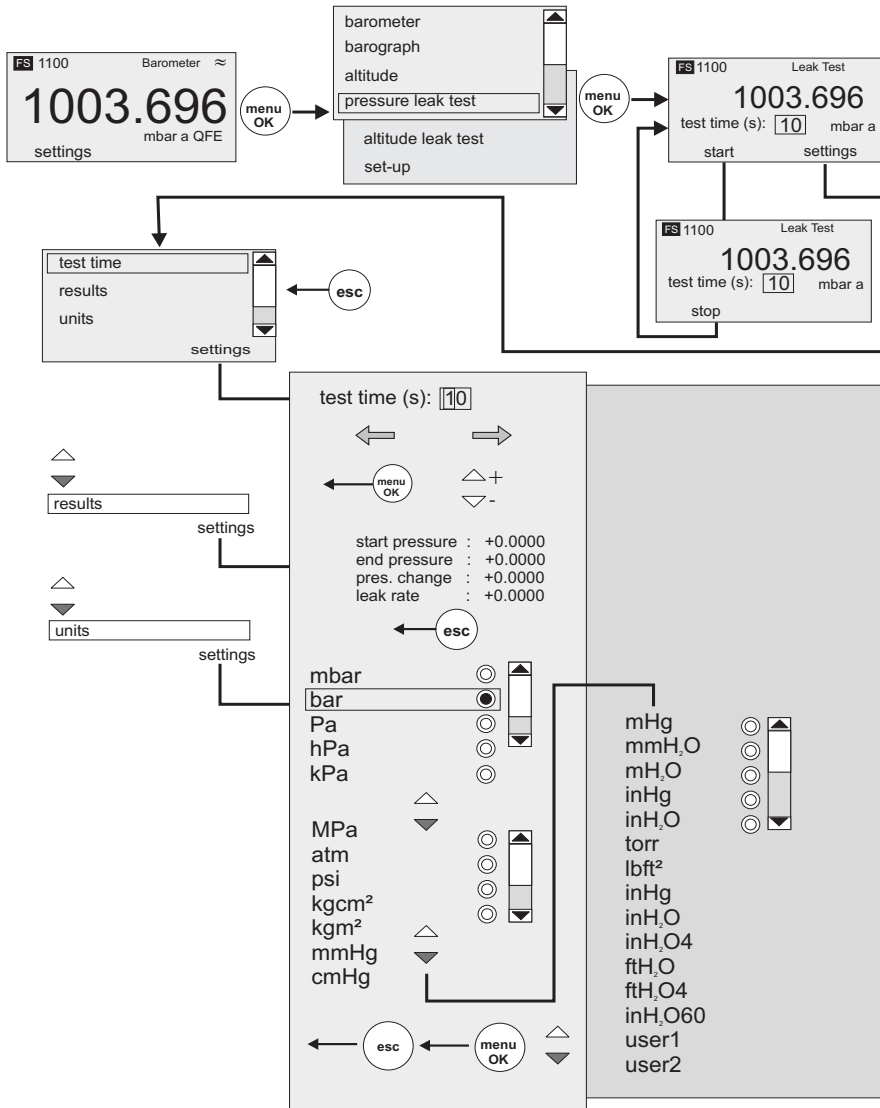 FS 1100 Barometer ≈
1003.696
mbar a QFE
settings
menu
OK
barometer
barograph
altitude
pressure leak test
altitude leak test
set-up
menu
OK
FS 1100 Leak Test
1003.696
test time (s): 10 mbar a
start settings
FS 1100 Leak Test
1003.696
test time (s): 10 mbar a
stop
test time
results
units
settings
esc
test time (s): 10
menu
OK
+
-
results
settings
start pressure : +0.0000
end pressure : +0.0000
pres. change : +0.0000
leak rate : +0.0000
esc
units
settings
mbar
bar
Pa
hPa
kPa
MPa
atm
psi
kgcm²
kgm²
mmHg
cmHg
esc
menu
OK
mHg
mmH₂O
mH₂O
inHg
inH₂O
torr
lbft²
inHg
inH₂O
inH₂O4
ftH₂O
ftH₂O4
inH₂O60
user1
user2